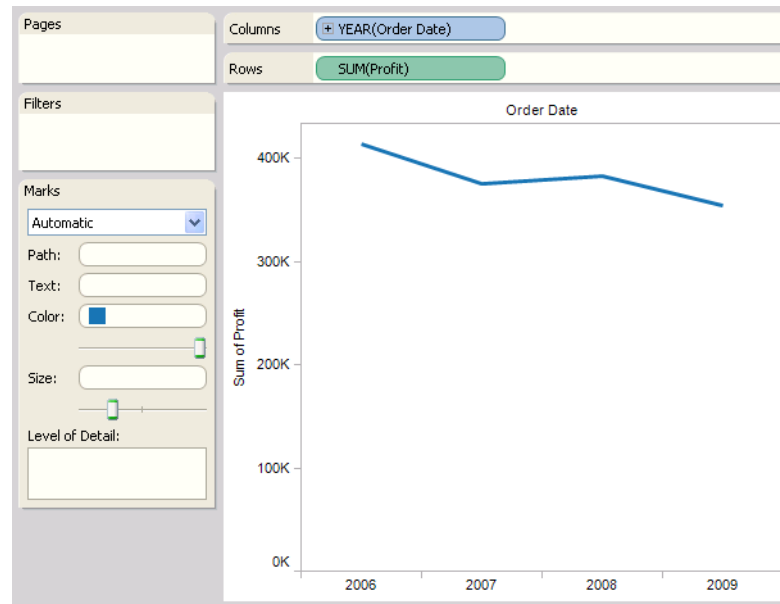 Pages
Columns
YEAR(Order Date)
Rows
SUM(Profit)
Filters
Marks
Automatic
Path:
Text:
Color:
Size:
Level of Detail:
Order Date
Sum of Profit
400K
300K
200K
100K
0K
2006 2007 2008 2009